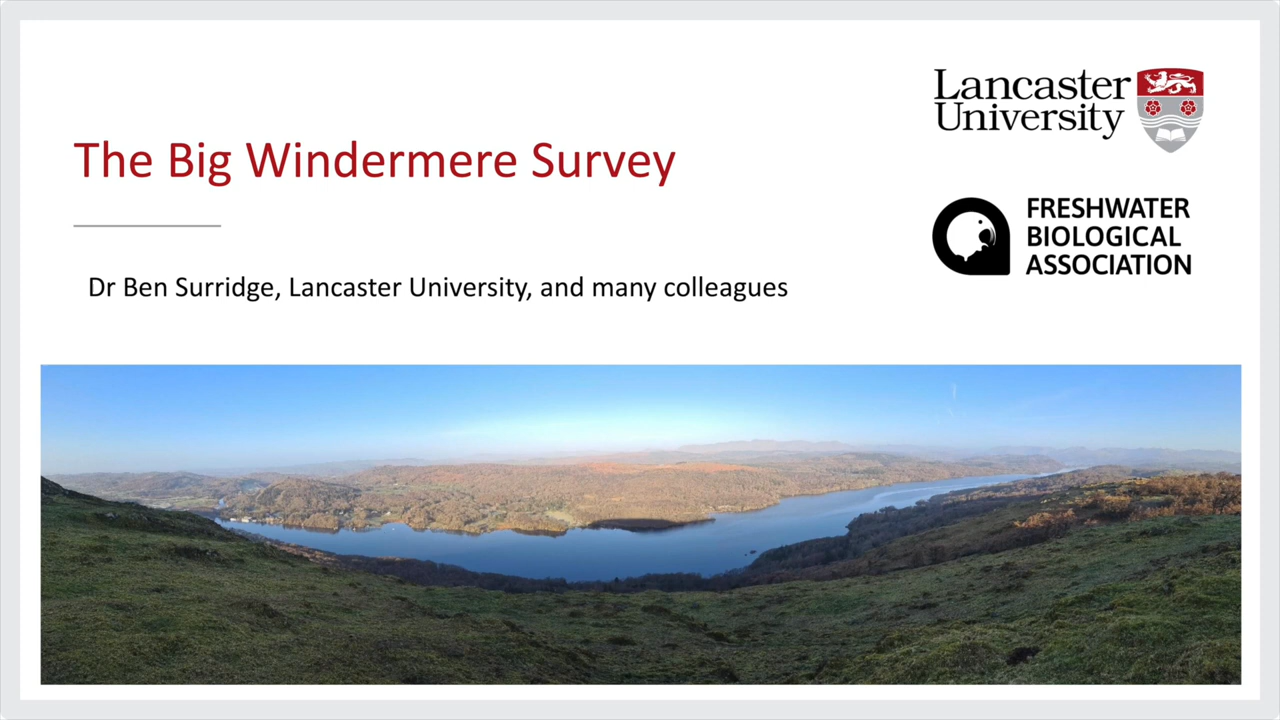 The Big Windermere Survey
Dr Ben Surridge, Lancaster University, and many colleagues
Lancaster
University
FRESHWATER
BIOLOGICAL
ASSOCIATION